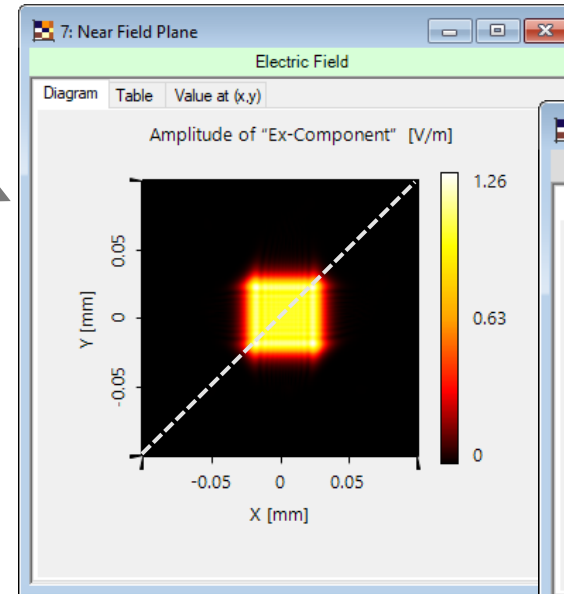 7: Near Field Plane
Electric Field
Diagram Table Value at (x,y)
Amplitude of "Ex-Component" [V/m]
1.26
0.05
0
0.63
Y [mm]
-0.05
0
-0.05 0 0.05
X [mm]